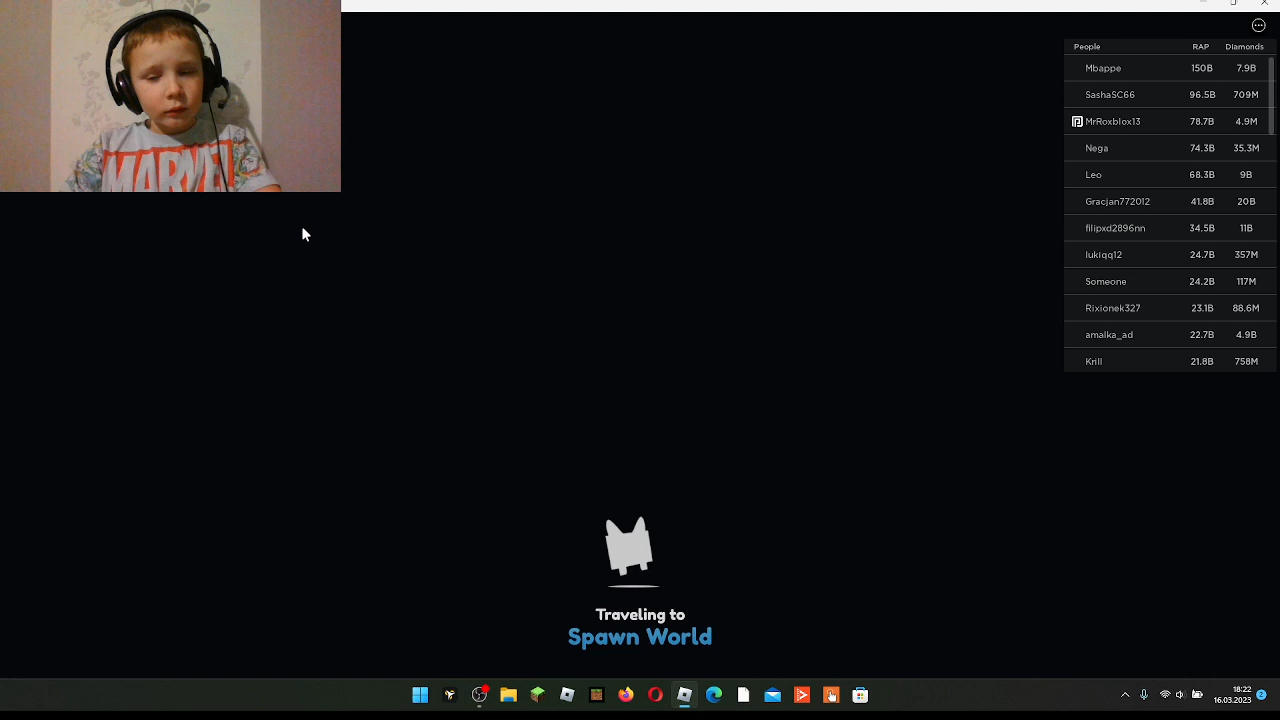 MARVEL
People RAP Diamonds
Mbappe 150B 7.9B
SashaSC66 96.5B 709M
MrRoxblox13 78.7B 4.9M
Nega 74.3B 35.3M
Leo 68.3B 9B
Gracjan772012 41.8B 20B
filipxd2896nn 34.5B 11B
lukiqq12 24.7B 357M
Someone 24.2B 117M
Rixionek327 23.1B 88.6M
amalka_ad 22.7B 4.9B
Krill 21.8B 758M
Traveling to
Spawn World
18:22
16.03.2023
2